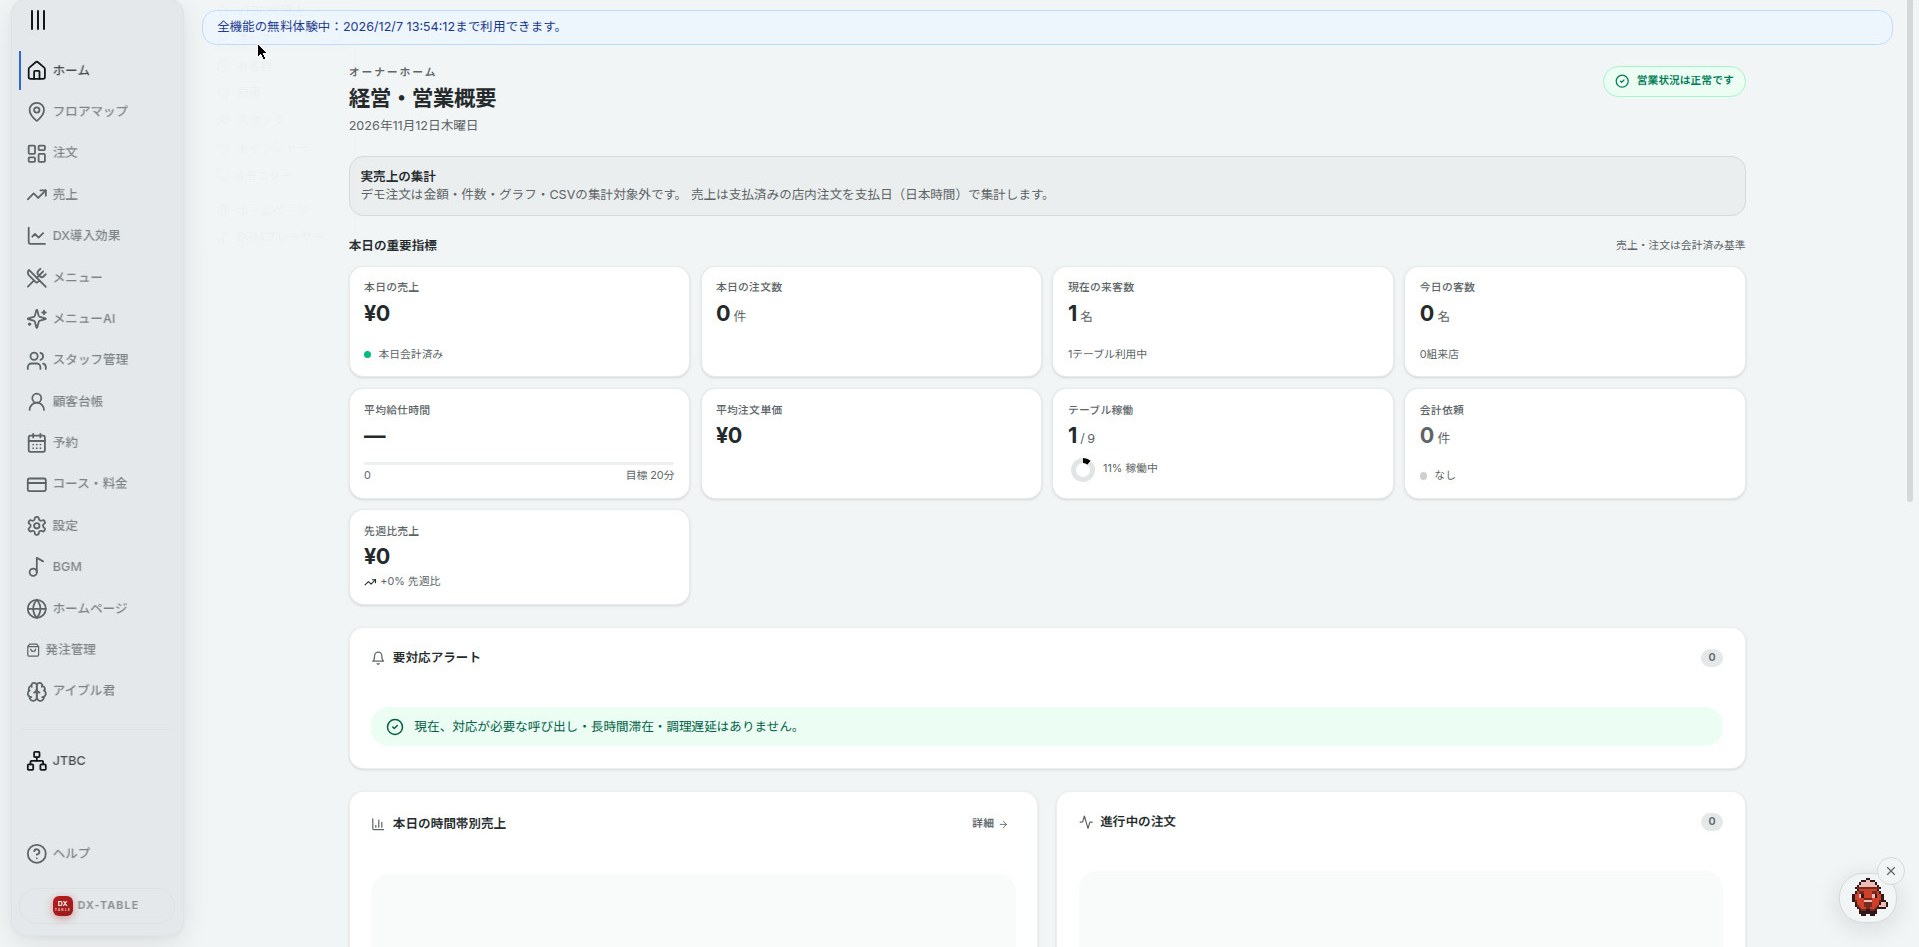 全機能の無料体験中：2026/12/7 13:54:12まで利用できます。
ホーム
フロアマップ
注文
売上
DX導入効果
メニュー
メニューAI
スタッフ管理
顧客台帳
予約
コース・料金
設定
BGM
ホームページ
発注管理
アイブル君
JTBC
ヘルプ
DX TABLE
DX-TABLE
オーナーホーム
経営・営業概要
2026年11月12日木曜日
営業状況は正常です
実売上の集計
デモ注文は金額・件数・グラフ・CSVの集計対象外です。 売上は支払済みの店内注文を支払日（日本時間）で集計します。
本日の重要指標
売上・注文は会計済み基準
本日の売上
¥0
本日会計済み
本日の注文数
0 件
現在の来客数
1 名
1テーブル利用中
今日の客数
0 名
0組来店
平均給仕時間
—
0
目標 20分
平均注文単価
¥0
テーブル稼働
1 / 9
11% 稼働中
会計依頼
0 件
なし
先週比売上
¥0
+0% 先週比
要対応アラート
0
現在、対応が必要な呼び出し・長時間滞在・調理遅延はありません。
本日の時間帯別売上
詳細 →
進行中の注文
0